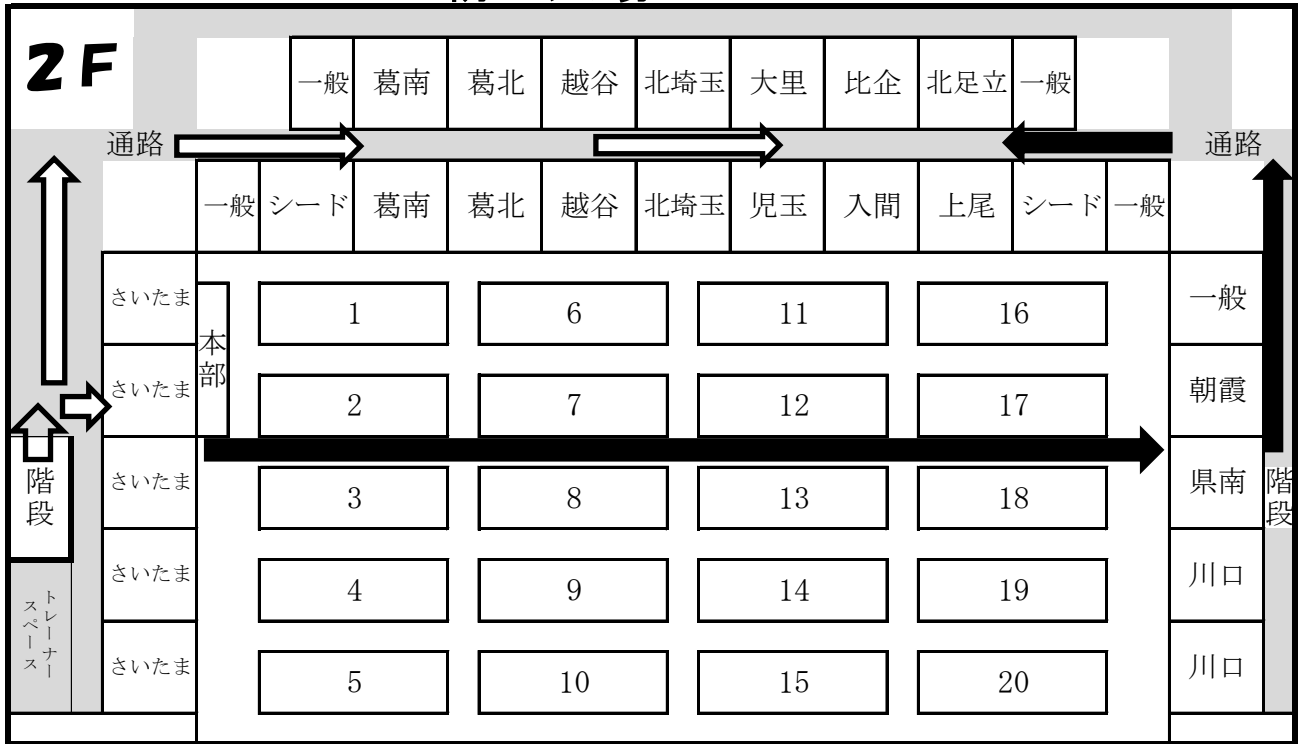 2F
一般 葛南 葛北 越谷 北埼玉 大里 比企 北足立 一般
通路 通路
一般 シード 葛南 葛北 越谷 北埼玉 児玉 入間 上尾 シード 一般
さいたま 1 6 11 16 一般
本部
さいたま 2 7 12 17 朝霞
階段
さいたま 3 8 13 18 県南
階段
さいたま 4 9 14 19 川口
トレーナー
スペース
さいたま 5 10 15 20 川口